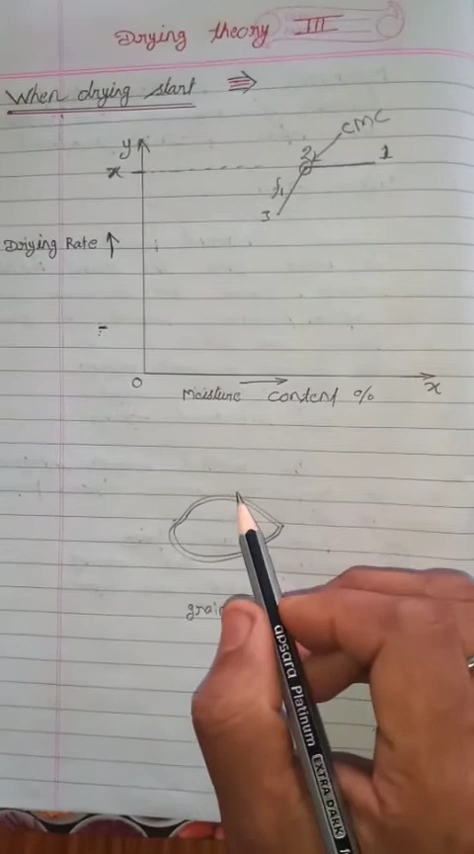 Drying theory III
When drying start ⇒
y
CMC
x
2
1
f1
3
Drying Rate ↑
0
Moisture → content %
x
apsara Platinum EXTRA DARK